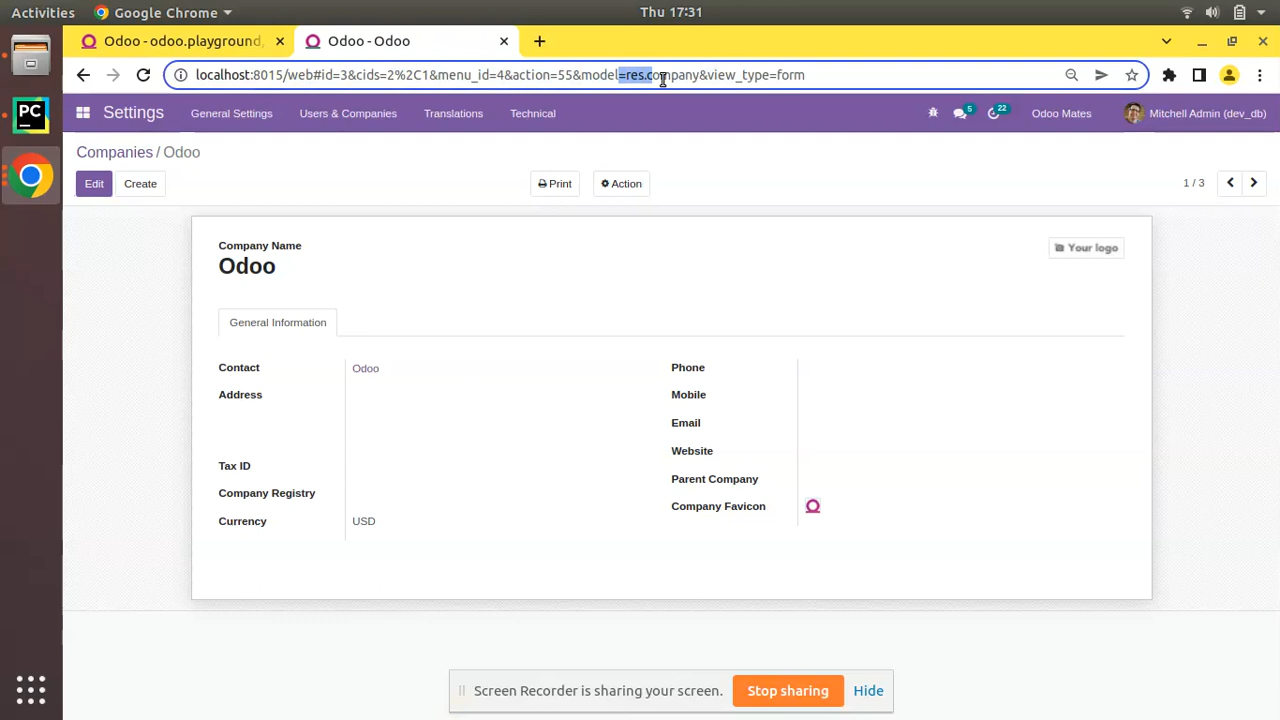 Activities
Google Chrome
Thu 17:31
Odoo - odoo.playground,
Odoo - Odoo
localhost:8015/web#id=3&cids=2%2C1&menu_id=4&action=55&model=res.company&view_type=form
Settings
General Settings
Users & Companies
Translations
Technical
5
22
Odoo Mates
Mitchell Admin (dev_db)
Companies / Odoo
Edit
Create
Print
Action
1 / 3
Company Name
Odoo
Your logo
General Information
Contact
Odoo
Address
Tax ID
Company Registry
Currency
USD
Phone
Mobile
Email
Website
Parent Company
Company Favicon
PC
Screen Recorder is sharing your screen.
Stop sharing
Hide